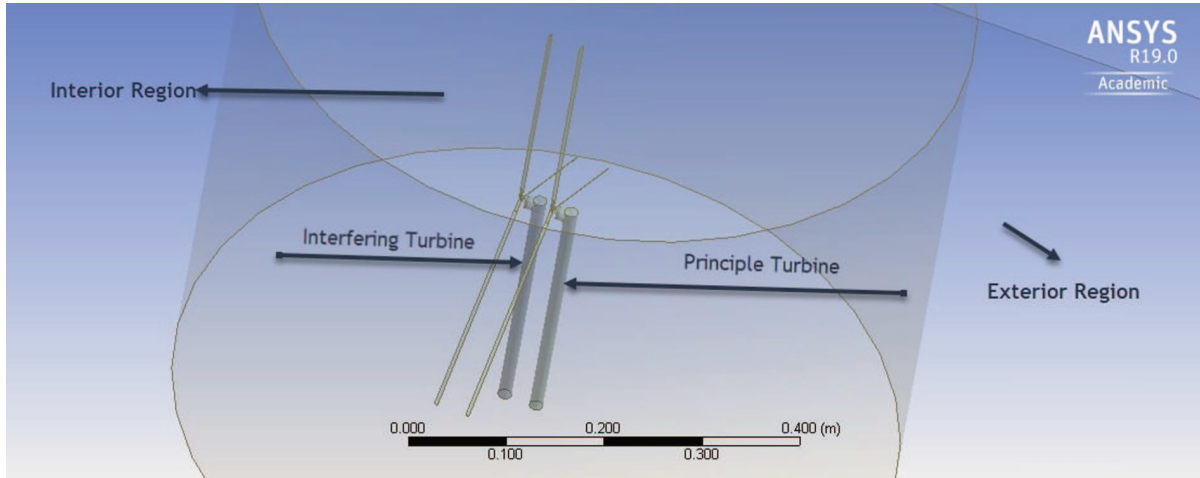 ANSYS
R19.0
Academic
Interior Region
Interfering Turbine
Principle Turbine
Exterior Region
0.000
0.200
0.400 (m)
0.100
0.300